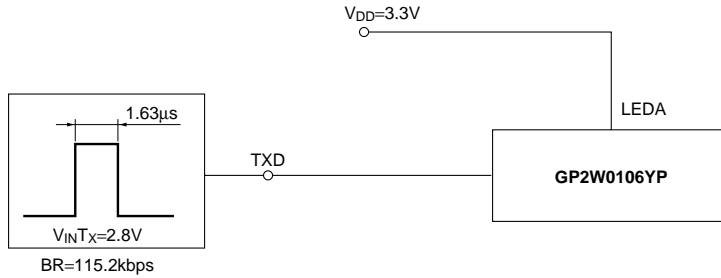 VDD=3.3V
1.63μs
LEDA
TXD
GP2W0106YP
VINTX=2.8V
BR=115.2kbps